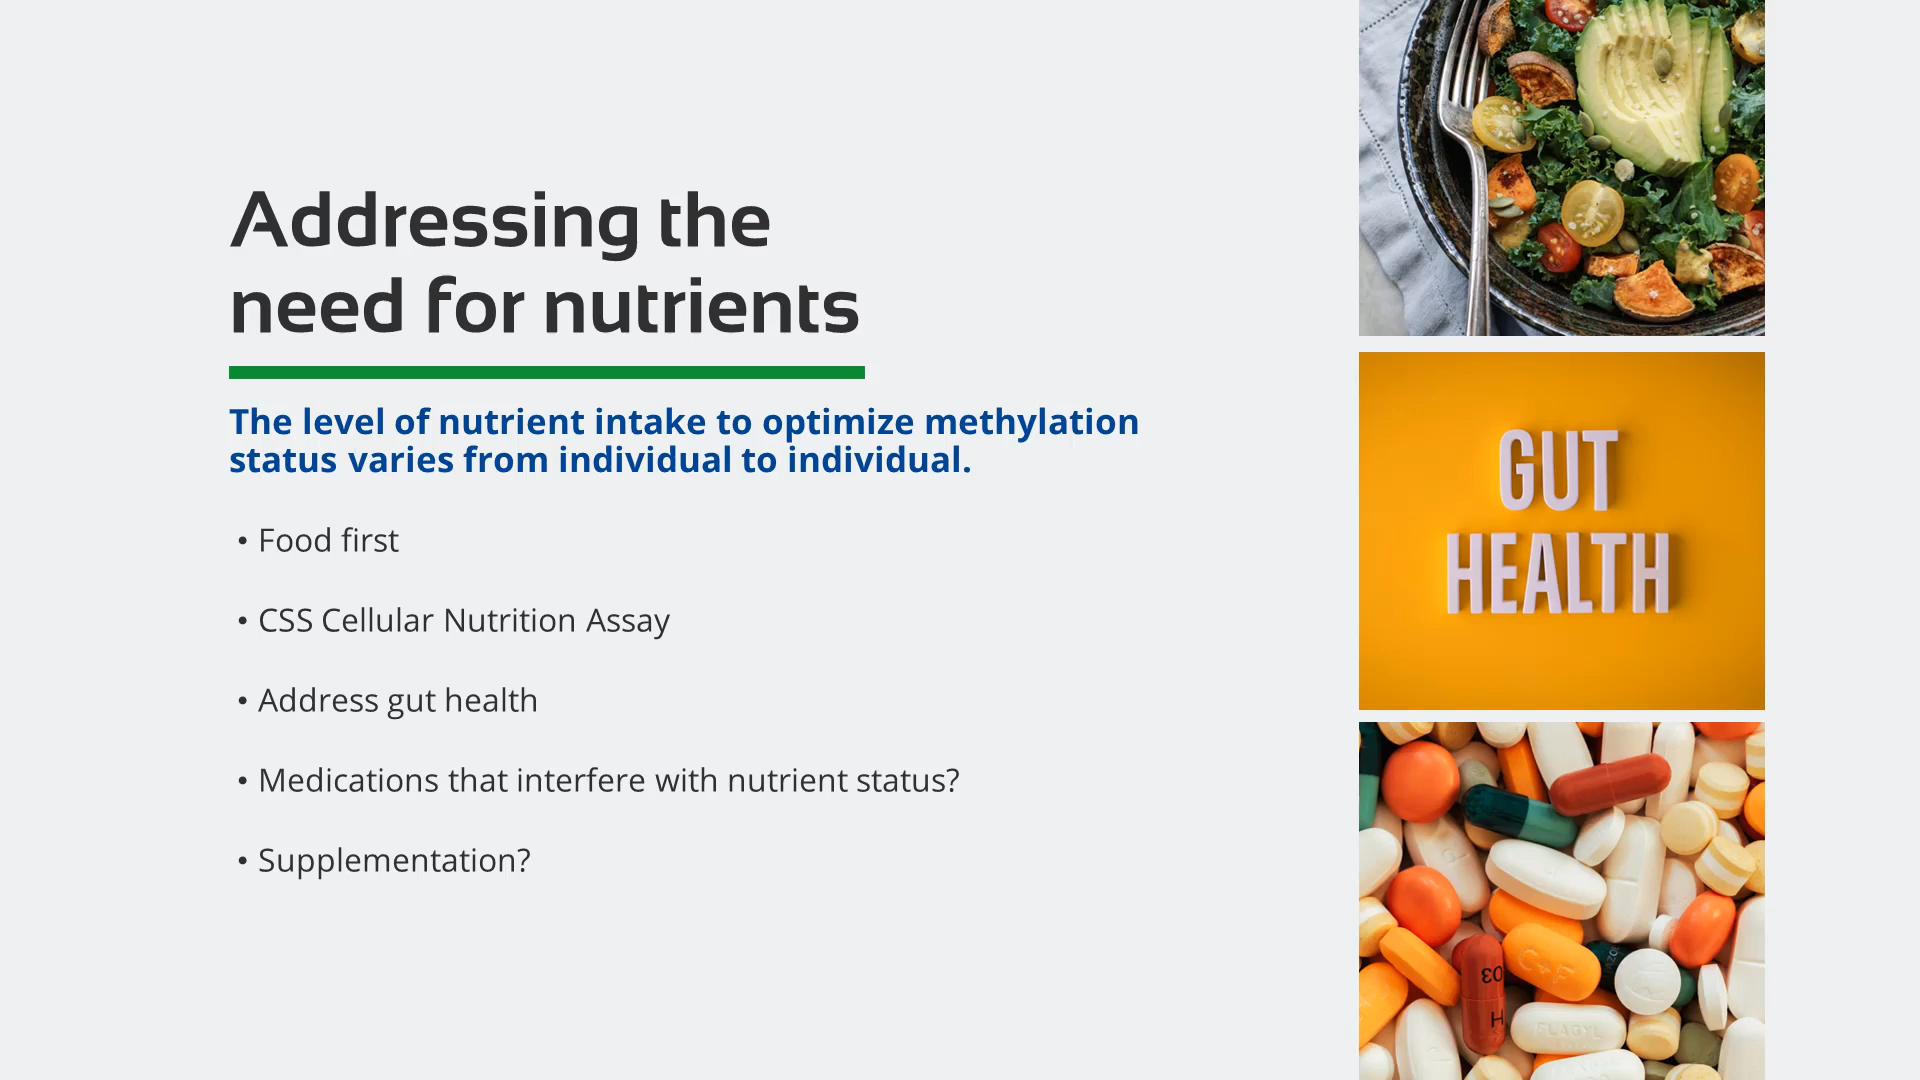 Addressing the
need for nutrients
The level of nutrient intake to optimize methylation
status varies from individual to individual.
• Food first
• CSS Cellular Nutrition Assay
• Address gut health
• Medications that interfere with nutrient status?
• Supplementation?
GUT
HEALTH
C+F
FLAGYL